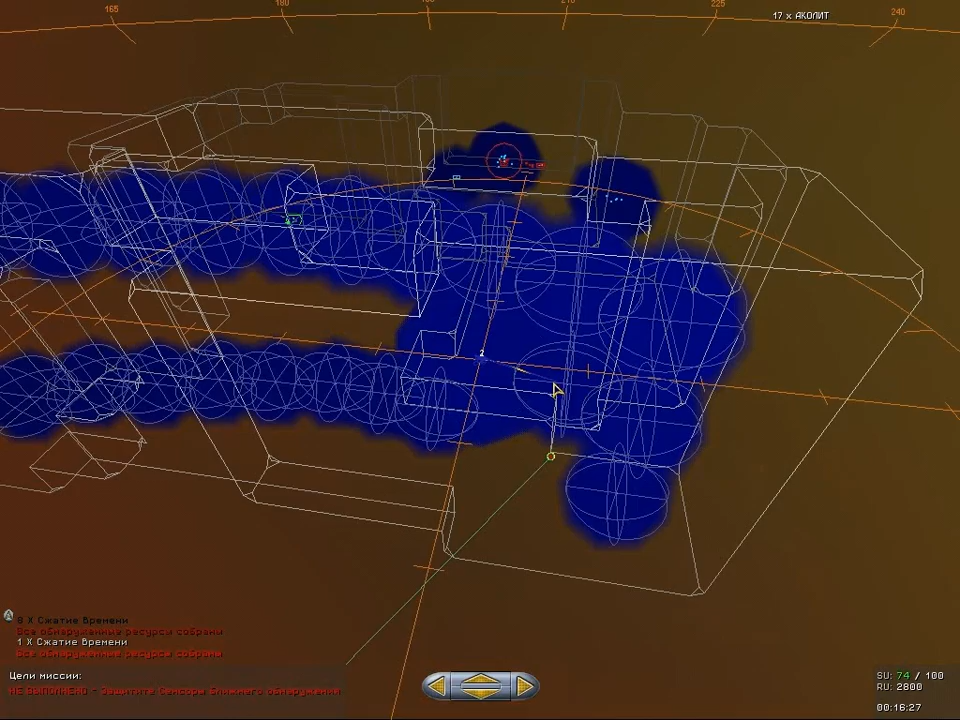 165
180
210
225
240
17 x АКОЛИТ
2
8 X Сжатие Времени
Все обнаруженные ресурсы собраны
1 X Сжатие Времени
Все обнаруженные ресурсы собраны
Цели миссии:
НЕ ВЫПОЛНЕНО - Защитите Сенсоры ближнего обнаружения
SU: 74 / 100
RU: 2800
00:16:27